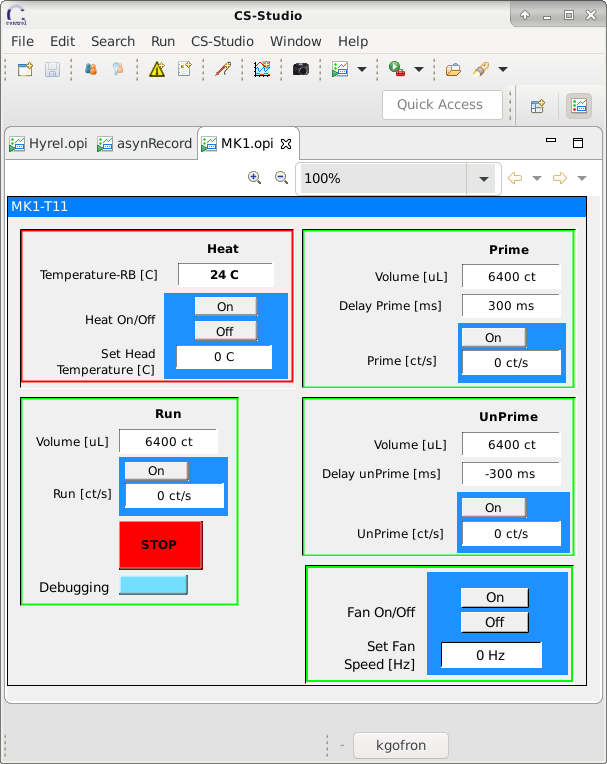 CS-Studio
control
File Edit Search Run CS-Studio Window Help
Quick Access
Hyrel.opi asynRecord MK1.opi
100%
MK1-T11
Heat
Temperature-RB [C] 24 C
Heat On/Off On
Off
Set Head
Temperature [C] 0 C
Prime
Volume [uL] 6400 ct
Delay Prime [ms] 300 ms
On
Prime [ct/s] 0 ct/s
Run
Volume [uL] 6400 ct
On
Run [ct/s] 0 ct/s
STOP
Debugging
UnPrime
Volume [uL] 6400 ct
Delay unPrime [ms] -300 ms
On
UnPrime [ct/s] 0 ct/s
Fan On/Off On
Off
Set Fan
Speed [Hz] 0 Hz
- kgofron